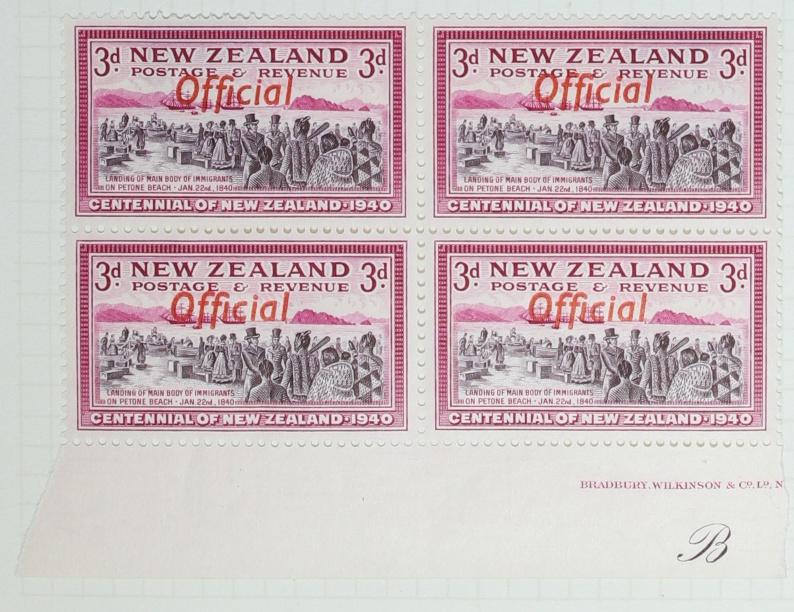 3d NEW ZEALAND 3d
POSTAGE & REVENUE
Official
LANDING OF MAIN BODY OF IMMIGRANTS
ON PETONE BEACH - JAN. 22nd, 1840
CENTENNIAL OF NEW ZEALAND·1940
3d NEW ZEALAND 3d
POSTAGE & REVENUE
Official
LANDING OF MAIN BODY OF IMMIGRANTS
ON PETONE BEACH - JAN. 22nd, 1840
CENTENNIAL OF NEW ZEALAND·1940
3d NEW ZEALAND 3d
POSTAGE & REVENUE
Official
LANDING OF MAIN BODY OF IMMIGRANTS
ON PETONE BEACH - JAN. 22nd, 1840
CENTENNIAL OF NEW ZEALAND·1940
3d NEW ZEALAND 3d
POSTAGE & REVENUE
Official
LANDING OF MAIN BODY OF IMMIGRANTS
ON PETONE BEACH - JAN. 22nd, 1840
CENTENNIAL OF NEW ZEALAND·1940
BRADBURY, WILKINSON & Co. LD. N
B